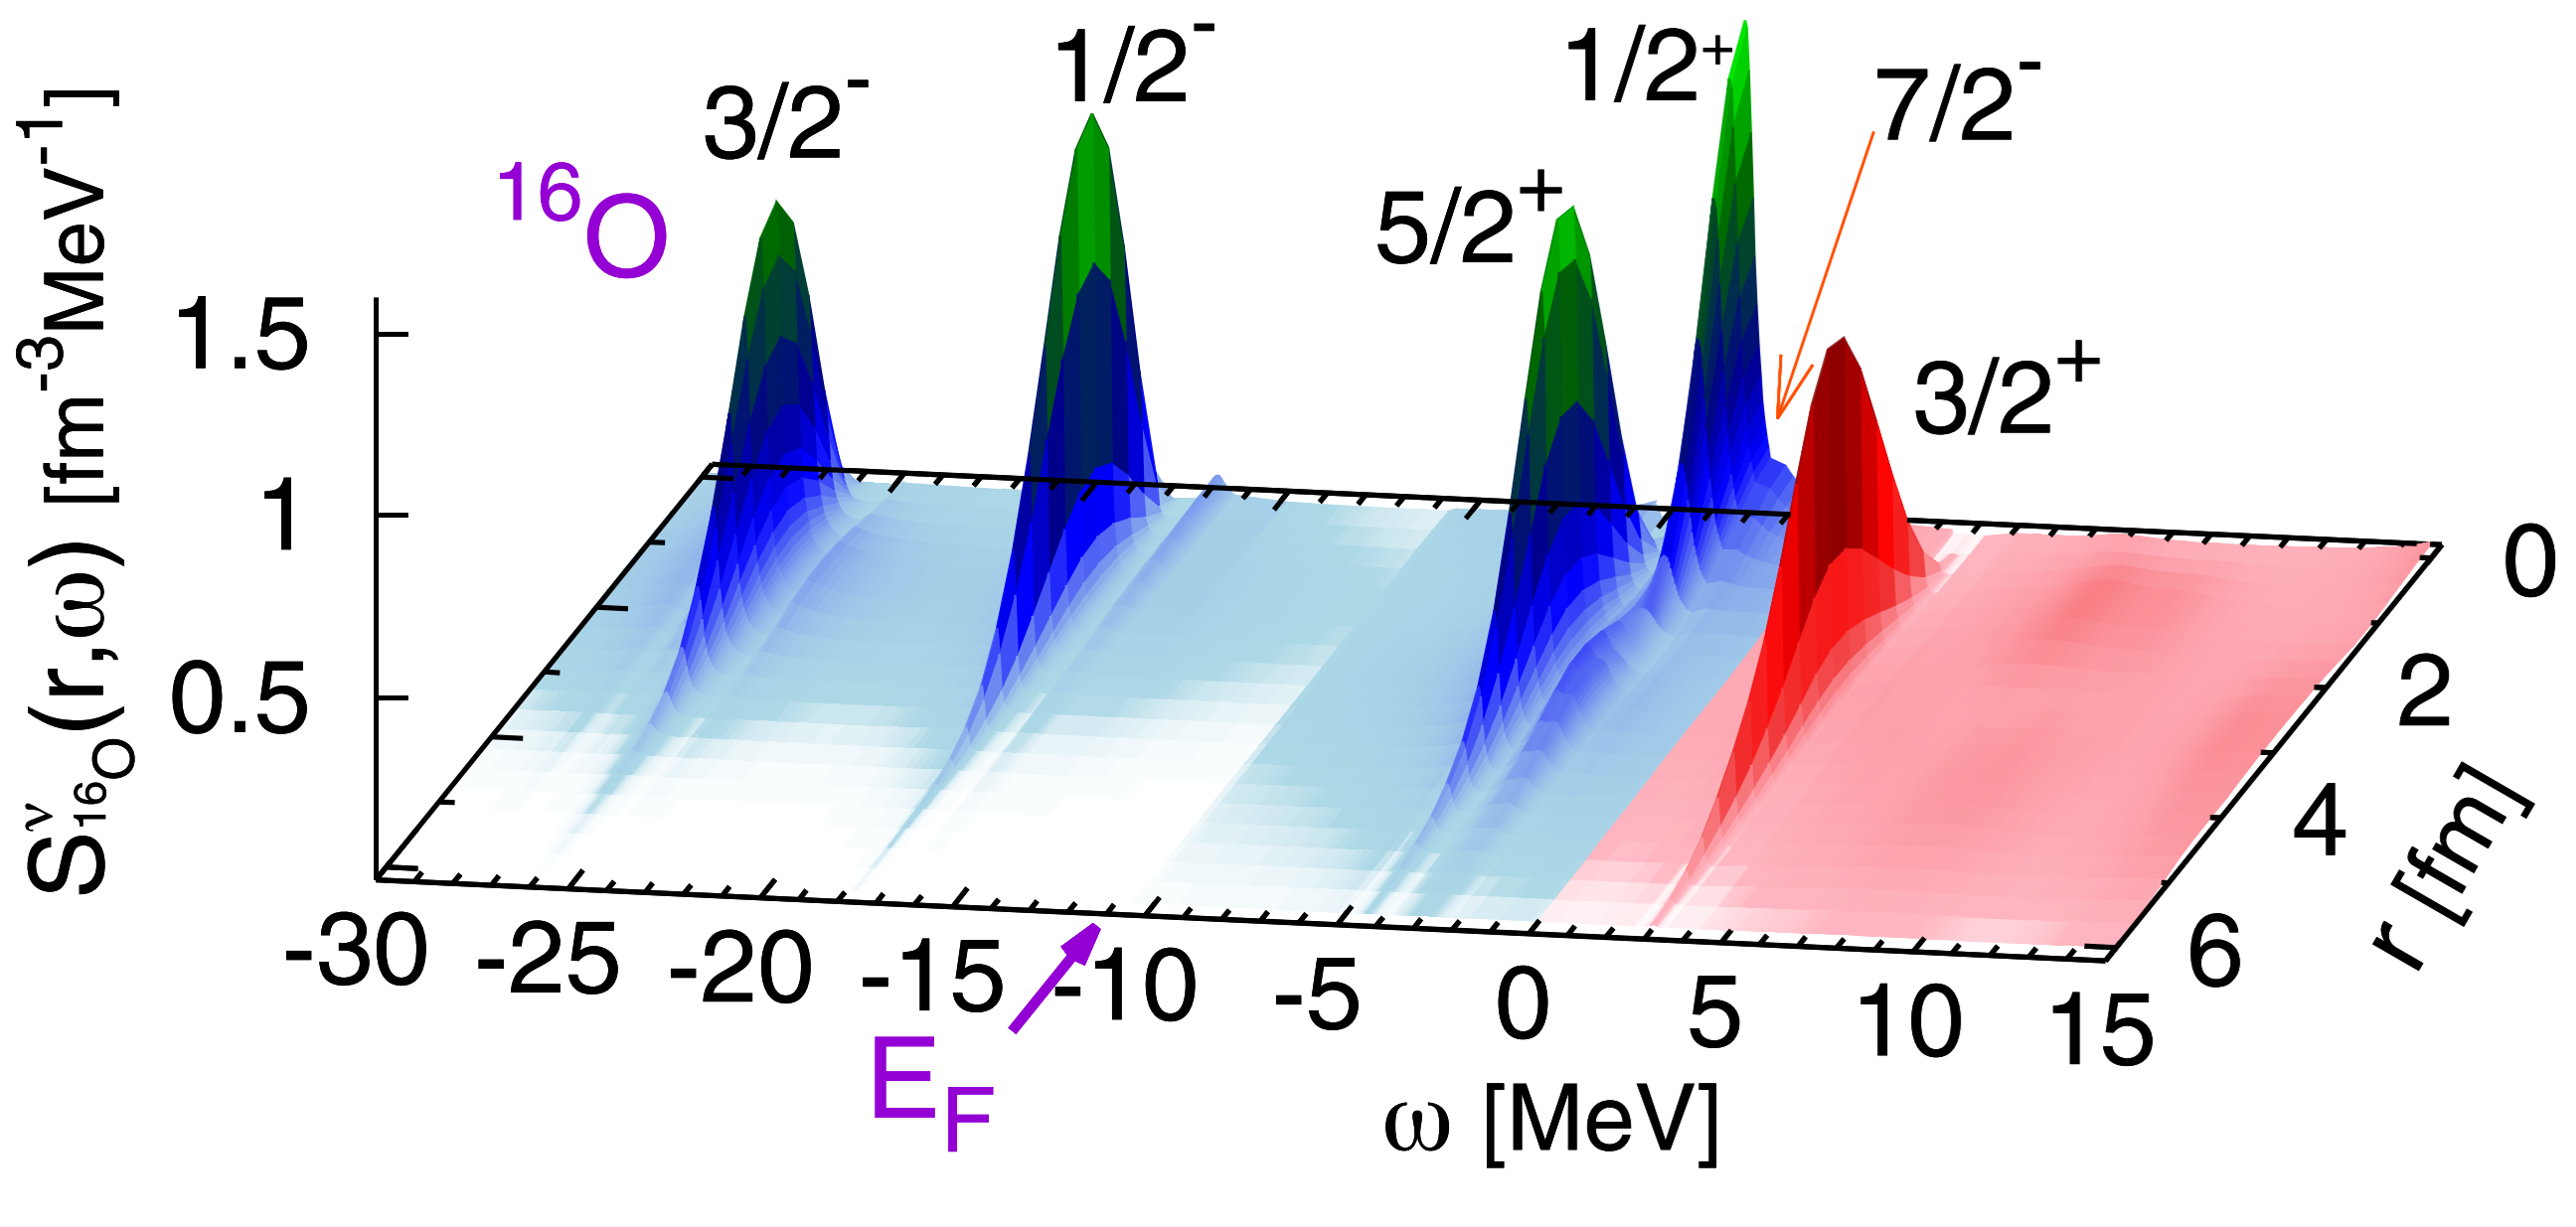 S^ν_16O(r,ω) [fm^-3MeV^-1]
16O
3/2-
1/2-
5/2+
1/2+
7/2-
3/2+
1.5
1
0.5
-30 -25 -20 -15 -10 -5 0 5 10 15
ω [MeV]
E_F
0
2
4
6
r [fm]